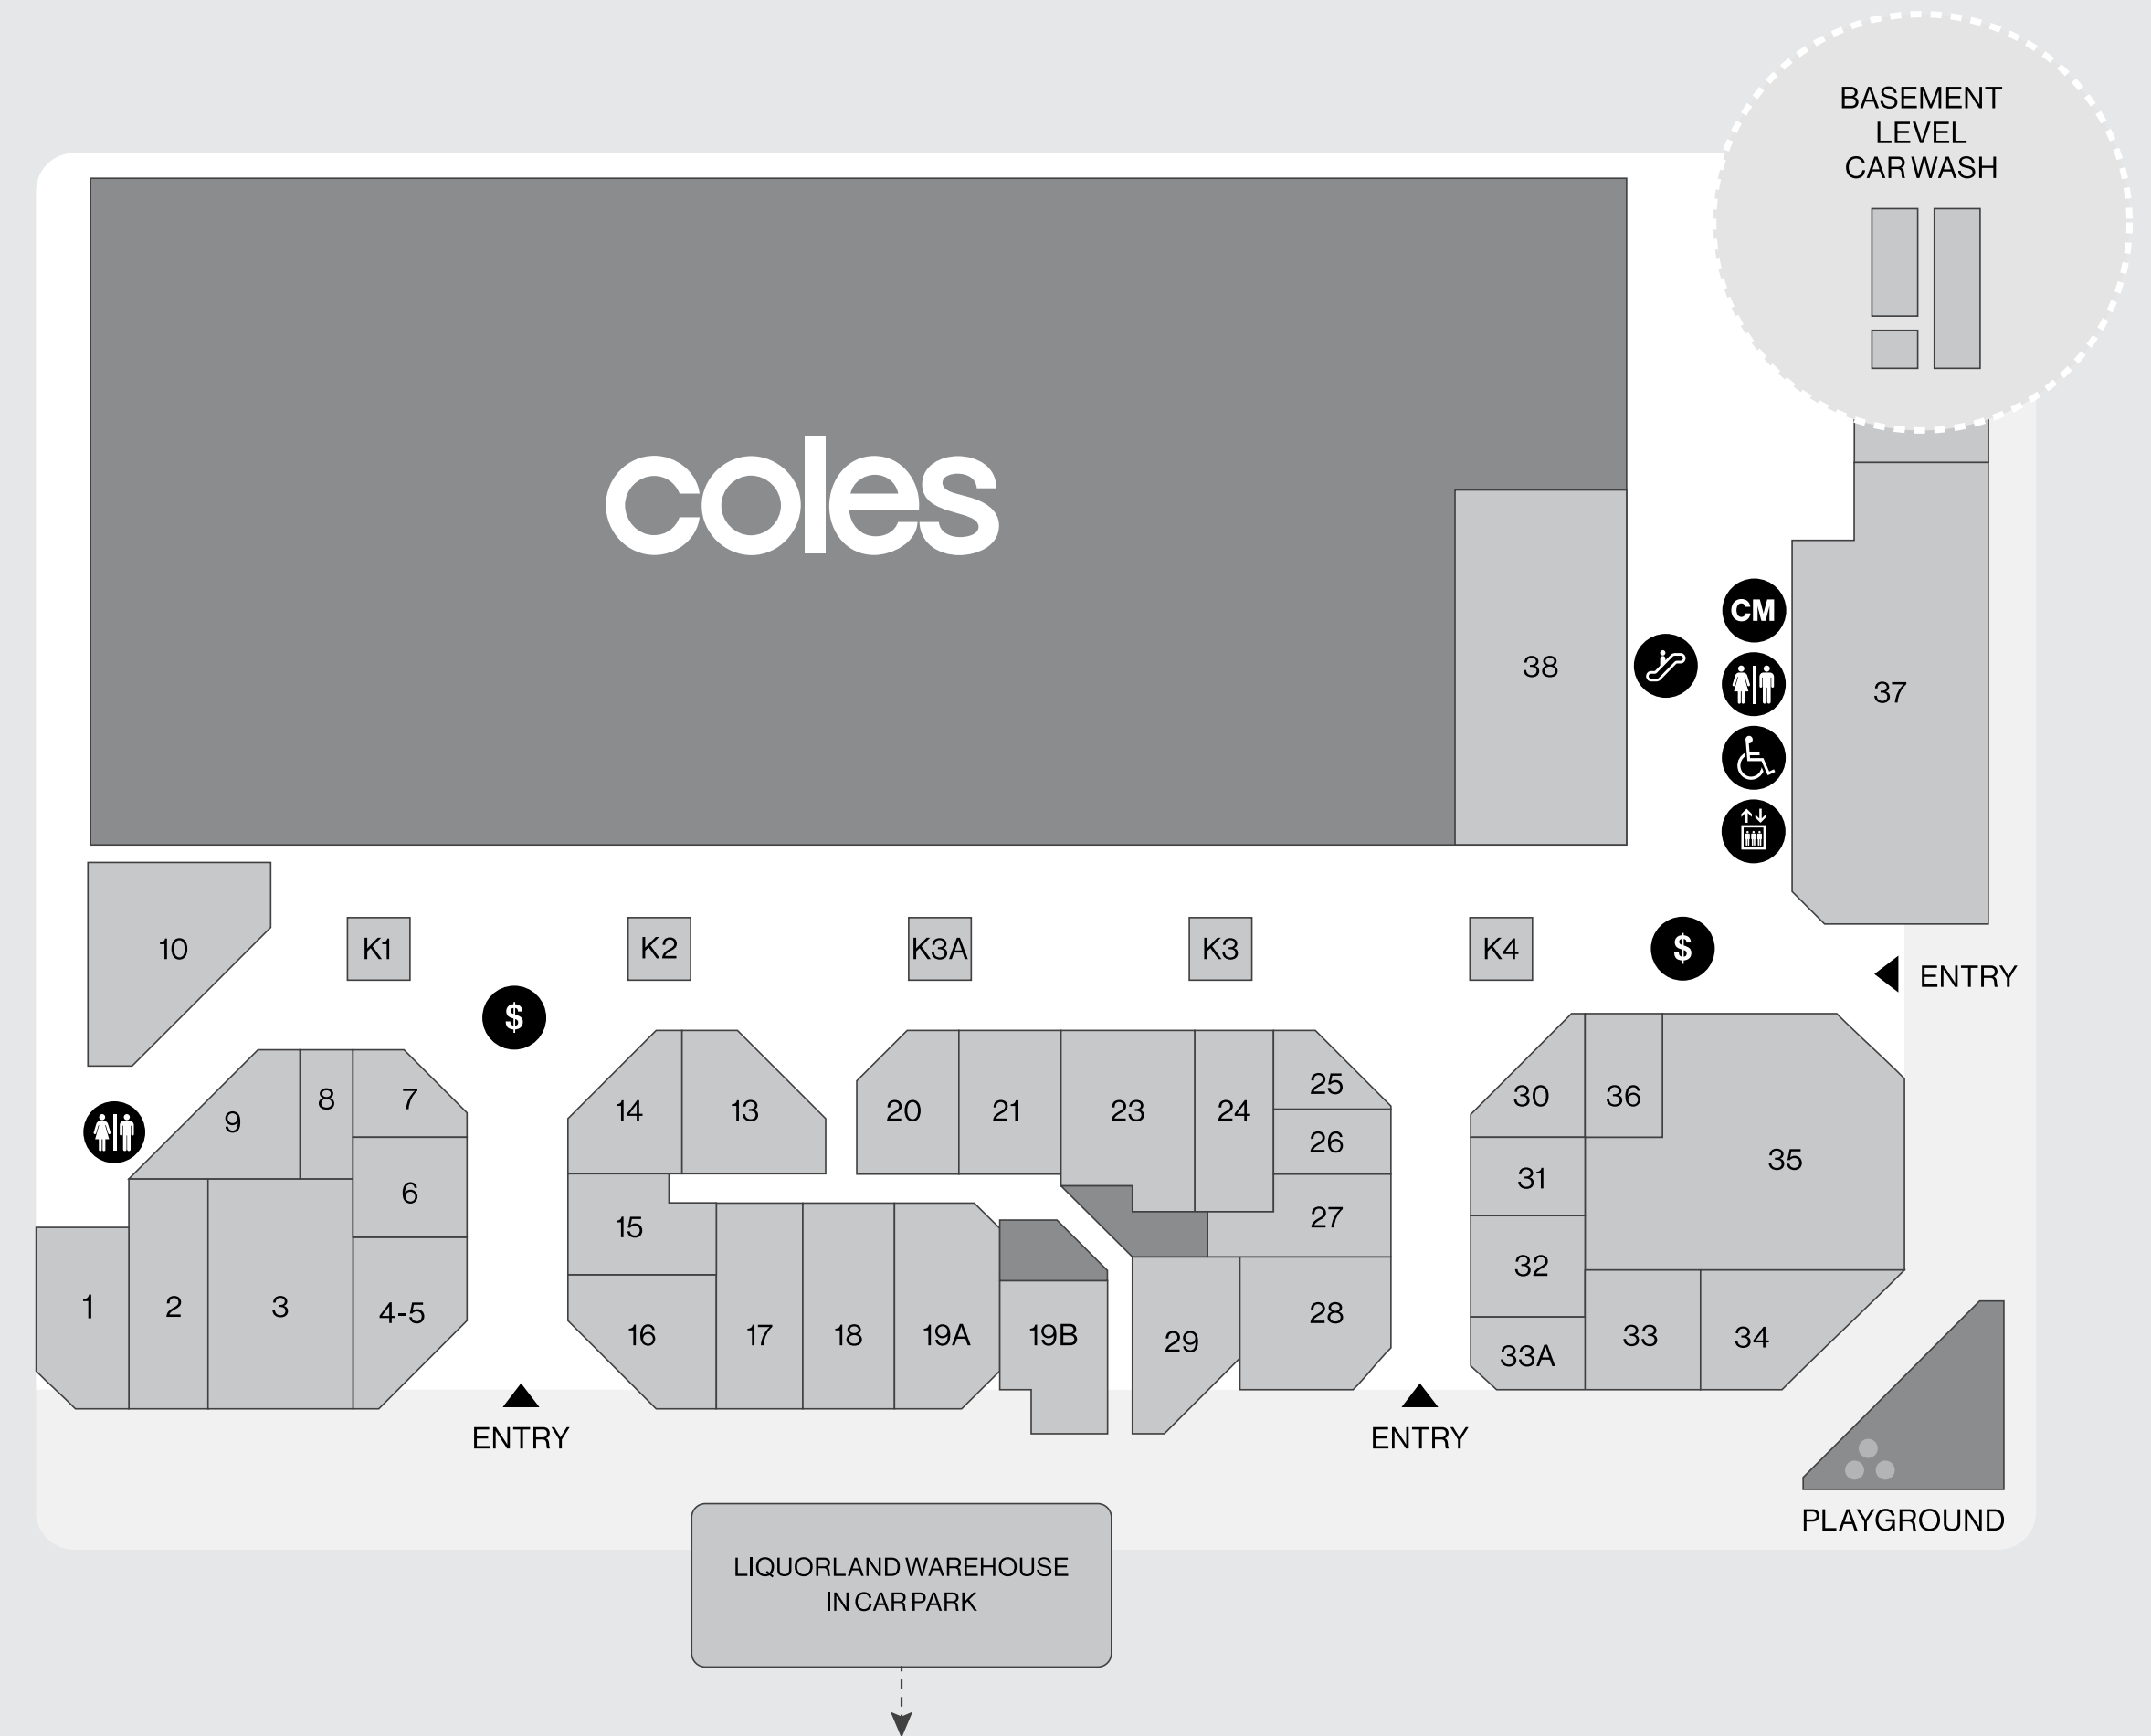 BASEMENT
LEVEL
CAR WASH
coles
38
CM
37
10
K1
K2
K3A
K3
K4
$
$
ENTRY
9
8
7
6
14
13
20
21
23
24
25
26
27
30
36
31
35
1
2
3
4-5
15
16
17
18
19A
19B
29
28
32
33A
33
34
ENTRY
ENTRY
PLAYGROUND
LIQUORLAND WAREHOUSE
IN CAR PARK